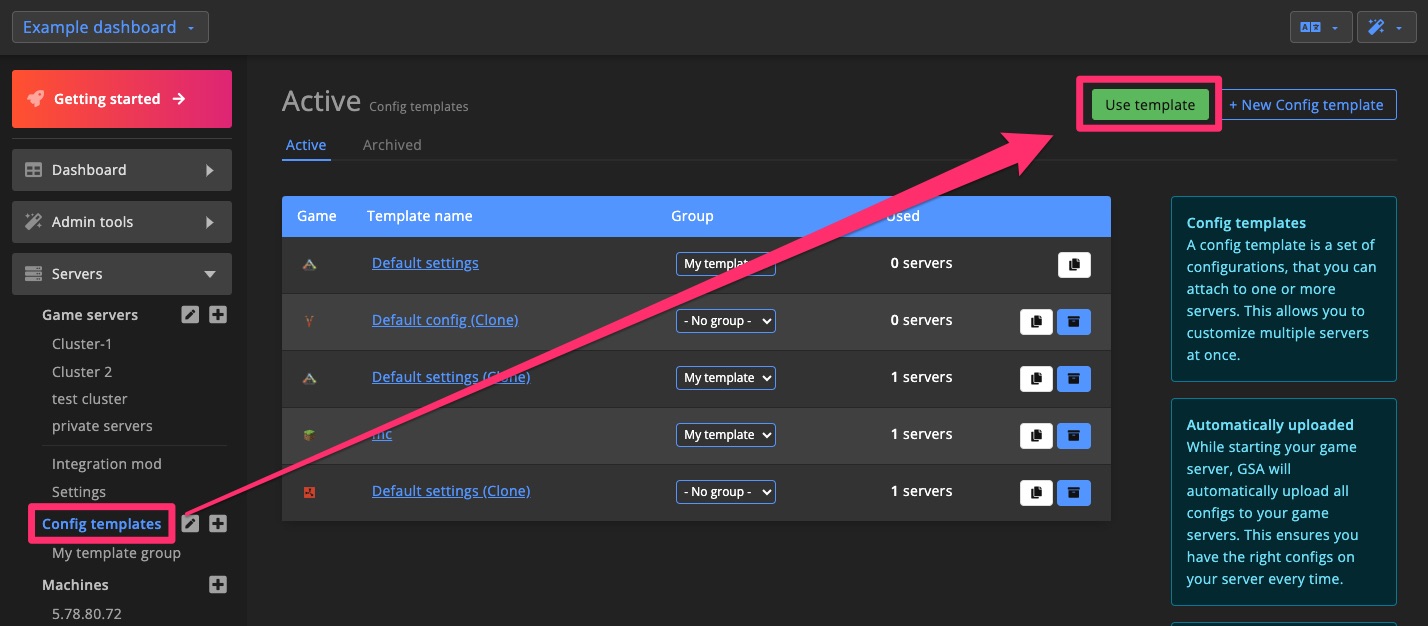 Example dashboard
Getting started
Dashboard
Admin tools
Servers
Game servers
Cluster-1
Cluster 2
test cluster
private servers
Integration mod
Settings
Config templates
My template group
Machines
5.78.80.72
Active Config templates
Use template
+ New Config template
Active Archived
Game Template name Group Used
Default settings My template 0 servers
Default config (Clone) - No group - 0 servers
Default settings (Clone) My template 1 servers
mc My template 1 servers
Default settings (Clone) - No group - 1 servers
Config templates
A config template is a set of
configurations, that you can
attach to one or more
servers. This allows you to
customize multiple servers
at once.
Automatically uploaded
While starting your game
server, GSA will
automatically upload all
configs to your game
servers. This ensures you
have the right configs on
your server every time.